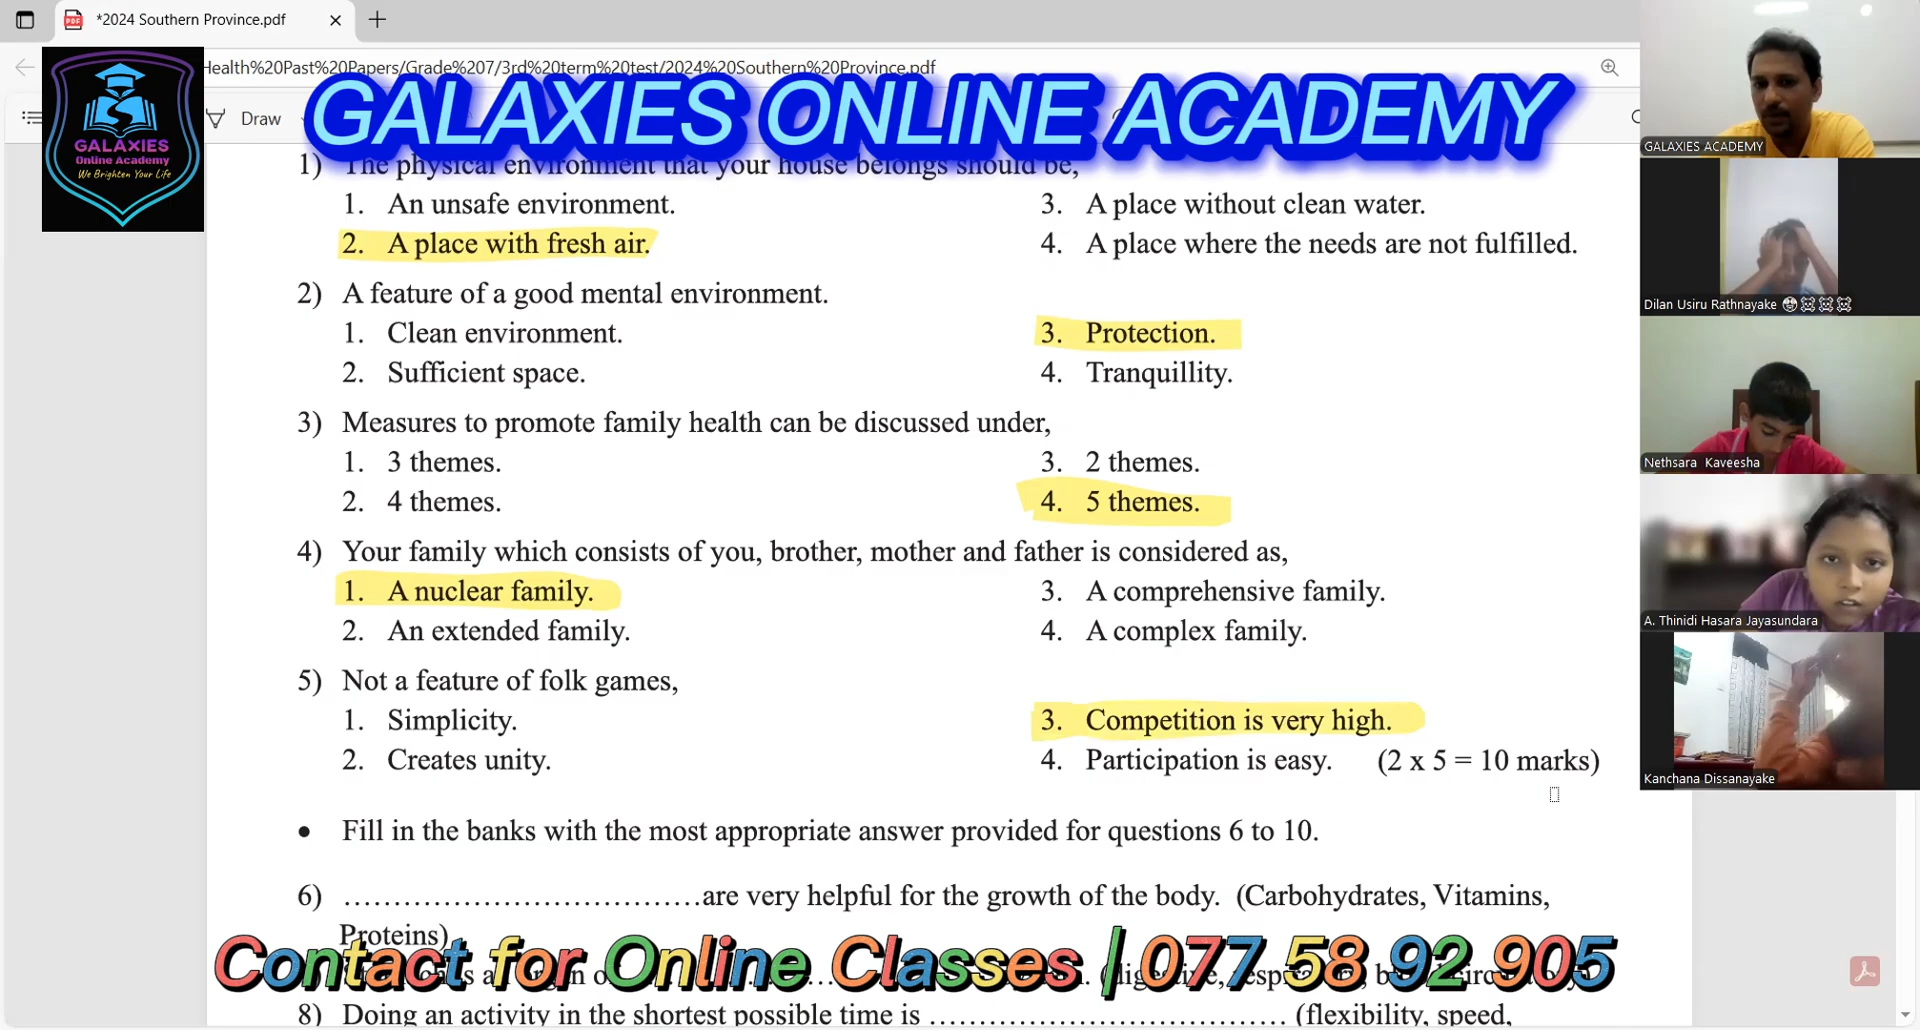 *2024 Southern Province.pdf
Health%20Past%20Papers/Grade%207/3rd%20term%20test/2024%20Southern%20Province.pdf
Draw
GALAXIES ONLINE ACADEMY
GALAXIES
Online Academy
We Brighten Your Life
1) The physical environment that your house belongs should be,
1. An unsafe environment.
3. A place without clean water.
2. A place with fresh air.
4. A place where the needs are not fulfilled.
2) A feature of a good mental environment.
1. Clean environment.
3. Protection.
2. Sufficient space.
4. Tranquillity.
3) Measures to promote family health can be discussed under,
1. 3 themes.
3. 2 themes.
2. 4 themes.
4. 5 themes.
4) Your family which consists of you, brother, mother and father is considered as,
1. A nuclear family.
3. A comprehensive family.
2. An extended family.
4. A complex family.
5) Not a feature of folk games,
1. Simplicity.
3. Competition is very high.
2. Creates unity.
4. Participation is easy. (2 x 5 = 10 marks)
• Fill in the banks with the most appropriate answer provided for questions 6 to 10.
6) ....................................are very helpful for the growth of the body. (Carbohydrates, Vitamins,
Proteins)
Contact for Online Classes | 077 58 92 905
8) Doing an activity in the shortest possible time is .................................... (flexibility, speed,
GALAXIES ACADEMY
Dilan Usiru Rathnayake
Nethsara Kaveesha
A. Thinidi Hasara Jayasundara
Kanchana Dissanayake